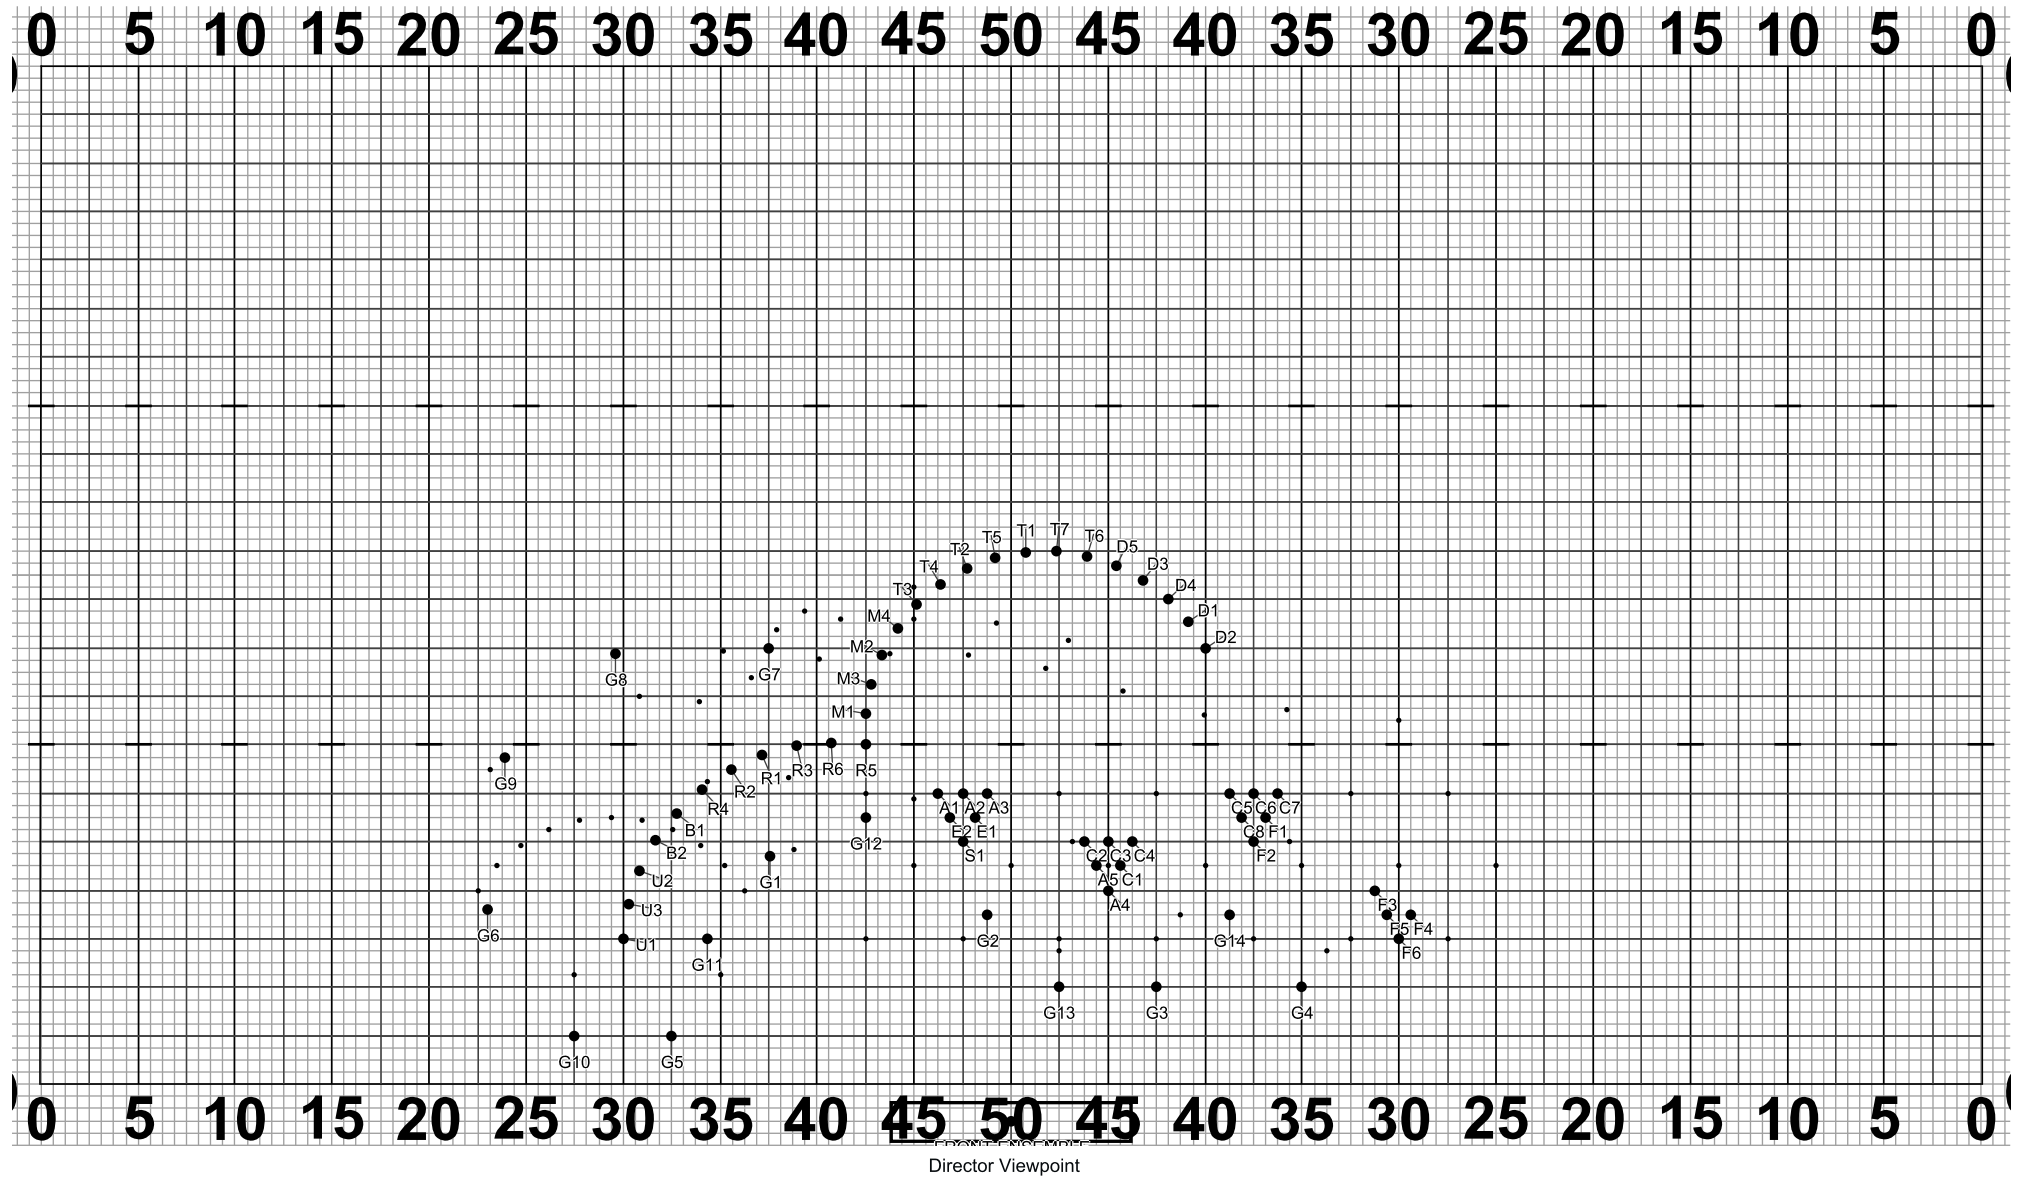 0 5 10 15 20 25 30 35 40 45 50 45 40 35 30 25 20 15 10 5 0
T1 T7
T5 T6
T2 D5
T4 D3
T3 D4
M4 D1
M2 D2
G8 G7 M3
M1
G9 R1 R3 R6 R5
R2
R4 A1 A2 A3 C5 C6 C7
B1 E2 E1 C8 F1
B2 G12 S1 C2 C3 C4 F2
U2 G1 A5 C1
U3 A4 F3
G6 U1 G2 G14 F5 F4
G11 F6
G13 G3 G4
G10 G5
0 5 10 15 20 25 30 35 40 45 50 45 40 35 30 25 20 15 10 5 0
FRONT ENSEMBLE
Director Viewpoint